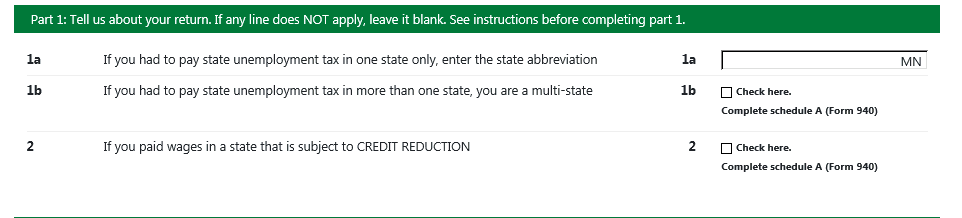 Part 1: Tell us about your return. If any line does NOT apply, leave it blank. See instructions before completing part 1.
1a If you had to pay state unemployment tax in one state only, enter the state abbreviation 1a MN
1b If you had to pay state unemployment tax in more than one state, you are a multi-state 1b Check here.
Complete schedule A (Form 940)
2 If you paid wages in a state that is subject to CREDIT REDUCTION 2 Check here.
Complete schedule A (Form 940)